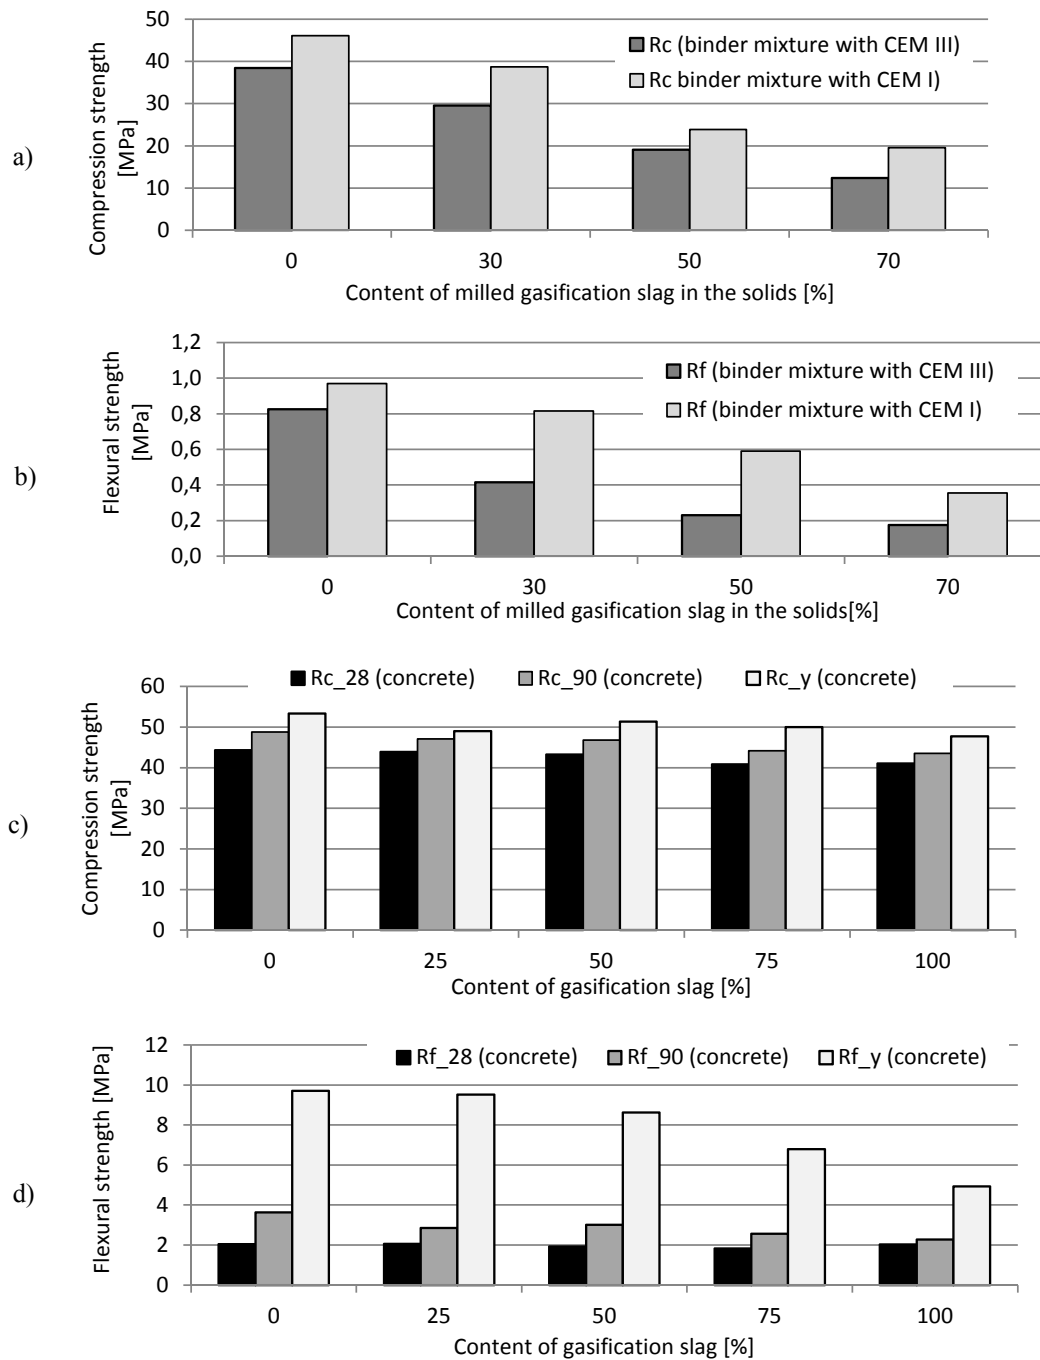 a)
Compression strength
[MPa]
50
40
30
20
10
0
Rc (binder mixture with CEM III)
Rc binder mixture with CEM I)
0 30 50 70
Content of milled gasification slag in the solids [%]
b)
Flexural strength
[MPa]
1,2
1,0
0,8
0,6
0,4
0,2
0,0
Rf (binder mixture with CEM III)
Rf (binder mixture with CEM I)
0 30 50 70
Content of milled gasification slag in the solids[%]
c)
Compression strength
[MPa]
Rc_28 (concrete) Rc_90 (concrete) Rc_y (concrete)
60
50
40
30
20
10
0
0 25 50 75 100
Content of gasification slag [%]
d)
Flexural strength [MPa]
Rf_28 (concrete) Rf_90 (concrete) Rf_y (concrete)
12
10
8
6
4
2
0
0 25 50 75 100
Content of gasification slag [%]